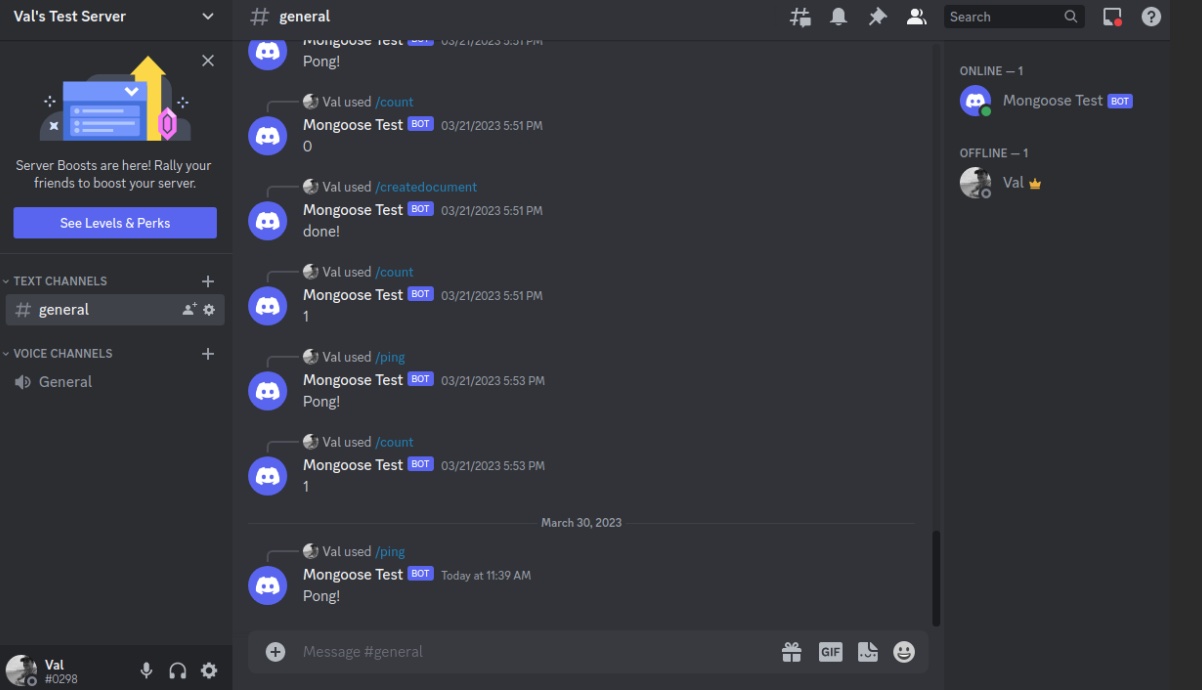 Val's Test Server
Server Boosts are here! Rally your
friends to boost your server.
See Levels & Perks
TEXT CHANNELS
general
VOICE CHANNELS
General
Val
#0298
# general
Search
Mongoose Test BOT 03/21/2023 5:51 PM
Pong!
Val used /count
Mongoose Test BOT 03/21/2023 5:51 PM
0
Val used /createdocument
Mongoose Test BOT 03/21/2023 5:51 PM
done!
Val used /count
Mongoose Test BOT 03/21/2023 5:51 PM
1
Val used /ping
Mongoose Test BOT 03/21/2023 5:53 PM
Pong!
Val used /count
Mongoose Test BOT 03/21/2023 5:53 PM
1
March 30, 2023
Val used /ping
Mongoose Test BOT Today at 11:39 AM
Pong!
Message #general
GIF
ONLINE — 1
Mongoose Test BOT
OFFLINE — 1
Val